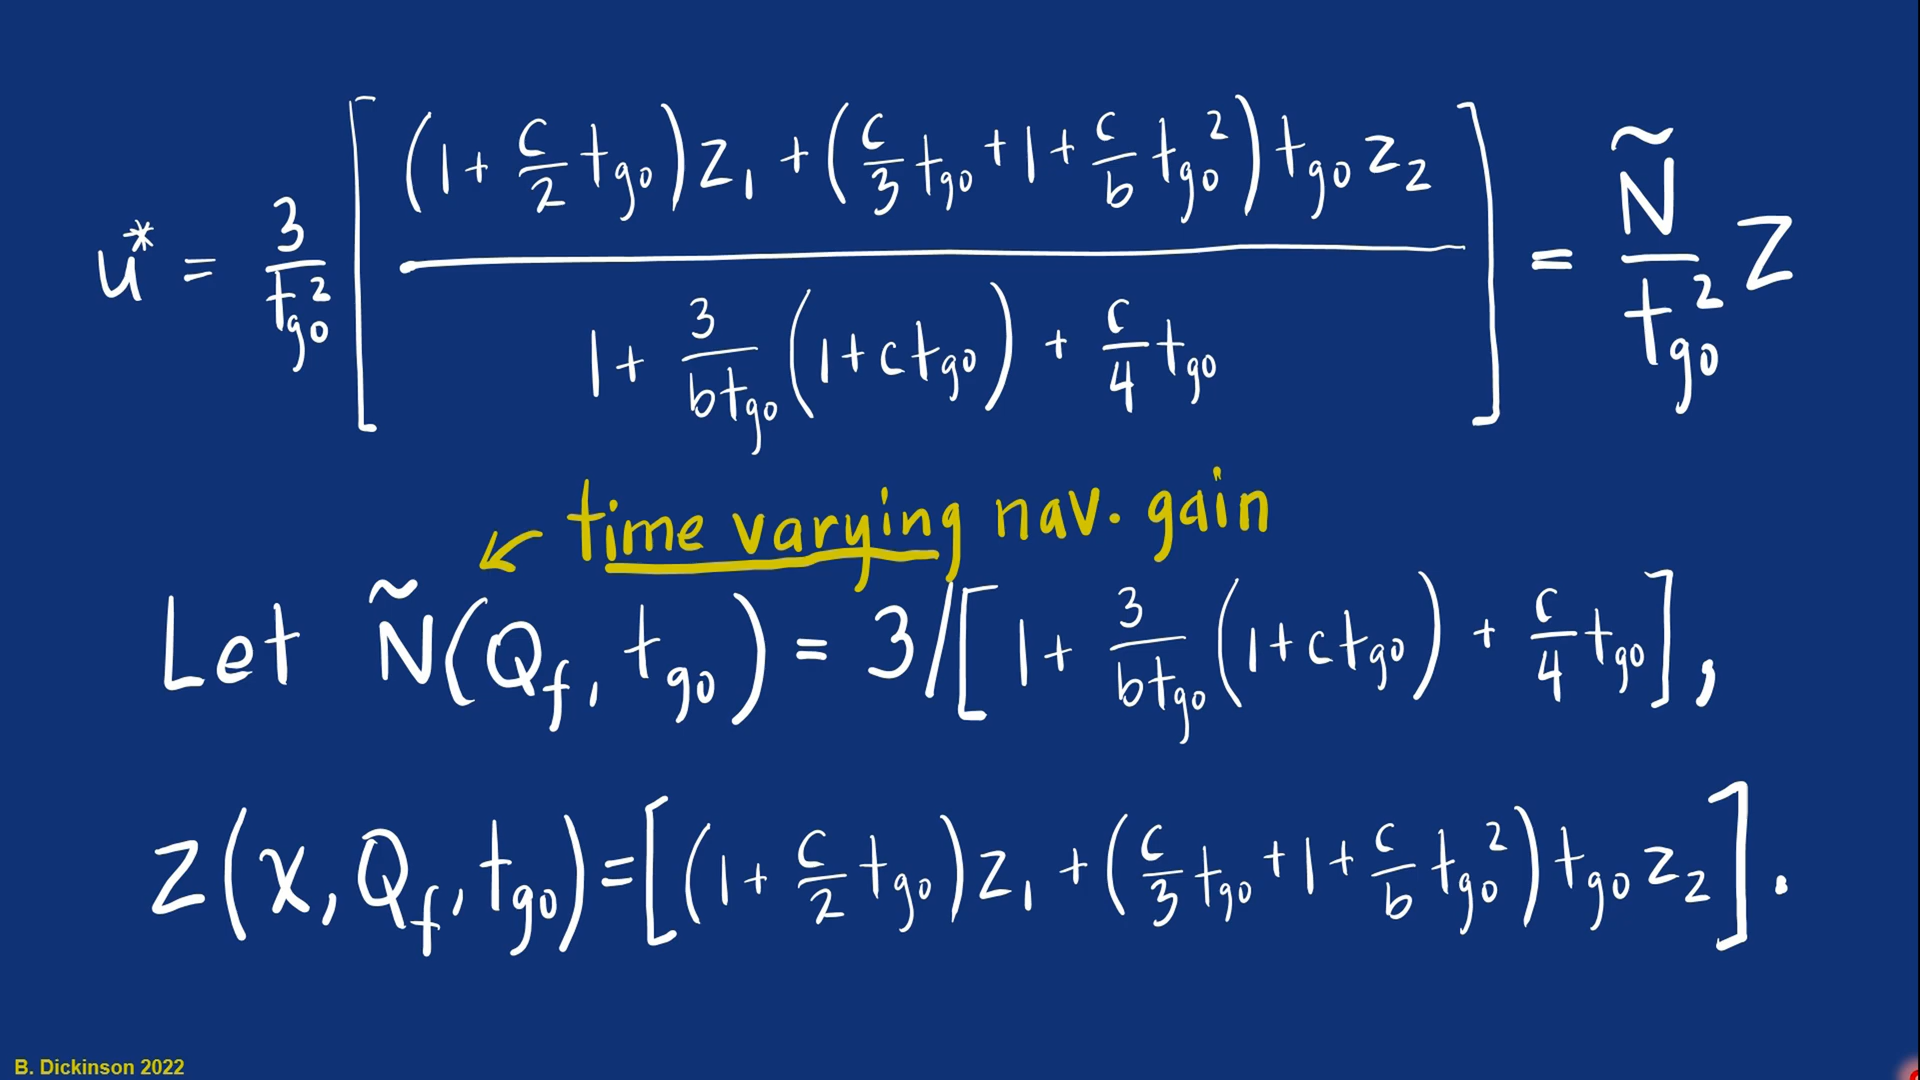 u* = 3/t_go² [ ((1 + c/2 t_go) z₁ + (c/3 t_go + 1 + c/b t_go²) t_go z₂) / (1 + 3/(b t_go) (1 + c t_go) + c/4 t_go) ] = Ñ/t_go² Z
↙ time varying nav. gain
Let Ñ(Q_f, t_go) = 3/[1 + 3/(b t_go) (1 + c t_go) + c/4 t_go],
Z(x, Q_f, t_go) = [(1 + c/2 t_go) z₁ + (c/3 t_go + 1 + c/b t_go²) t_go z₂].
B. Dickinson 2022